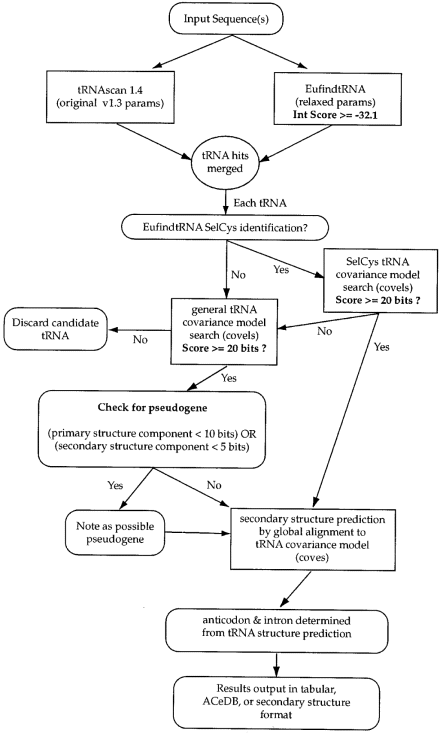 Input Sequence(s)
tRNAscan 1.4
(original v1.3 params)
EufindtRNA
(relaxed params)
Int Score >= -32.1
tRNA hits
merged
Each tRNA
EufindtRNA SelCys identification?
No
Yes
SelCys tRNA
covariance model
search (covels)
Score >= 20 bits ?
general tRNA
covariance model
search (covels)
Score >= 20 bits ?
No
Yes
No
Discard candidate
tRNA
Yes
Check for pseudogene
(primary structure component < 10 bits) OR
(secondary structure component < 5 bits)
Yes
No
Note as possible
pseudogene
secondary structure prediction
by global alignment to
tRNA covariance model
(coves)
anticodon & intron determined
from tRNA structure prediction
Results output in tabular,
ACeDB, or secondary structure
format